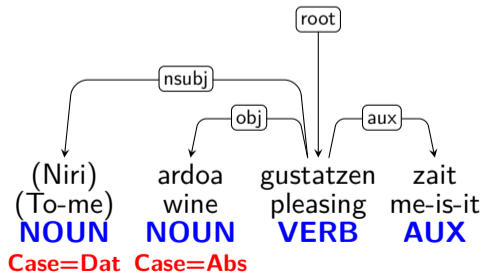 root
nsubj
obj
aux
(Niri) ardoa gustatzen zait
(To-me) wine pleasing me-is-it
NOUN NOUN VERB AUX
Case=Dat Case=Abs